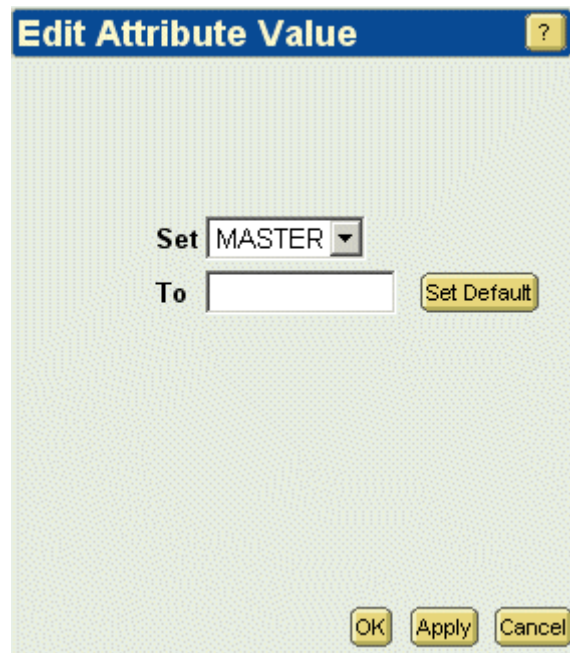 Edit Attribute Value ?
Set MASTER
To Set Default
OK Apply Cancel